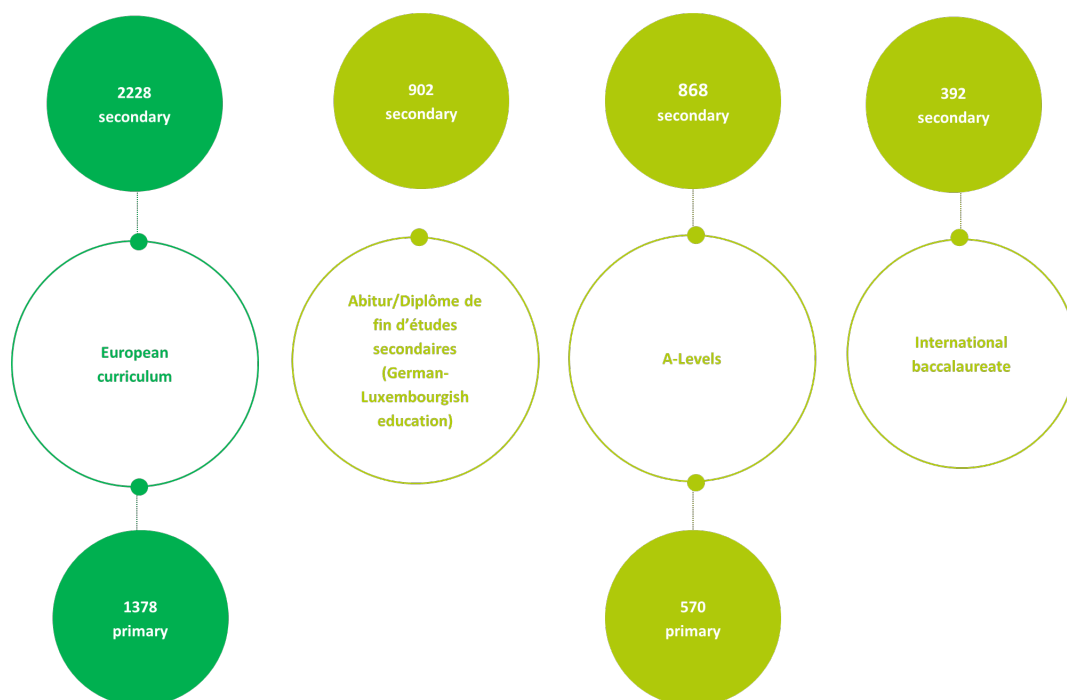 2228
secondary
902
secondary
868
secondary
392
secondary
European
curriculum
Abitur/Diplôme de
fin d’études
secondaires
(German-
Luxembourgish
education)
A-Levels
International
baccalaureate
1378
primary
570
primary